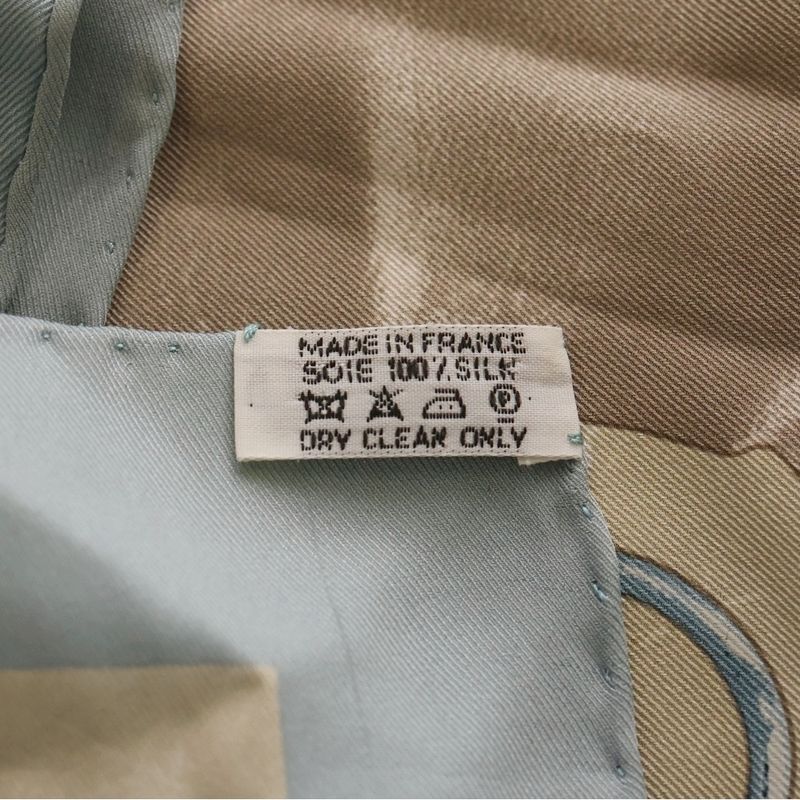 MADE IN FRANCE
SOIE 100% SILK
P
DRY CLEAN ONLY